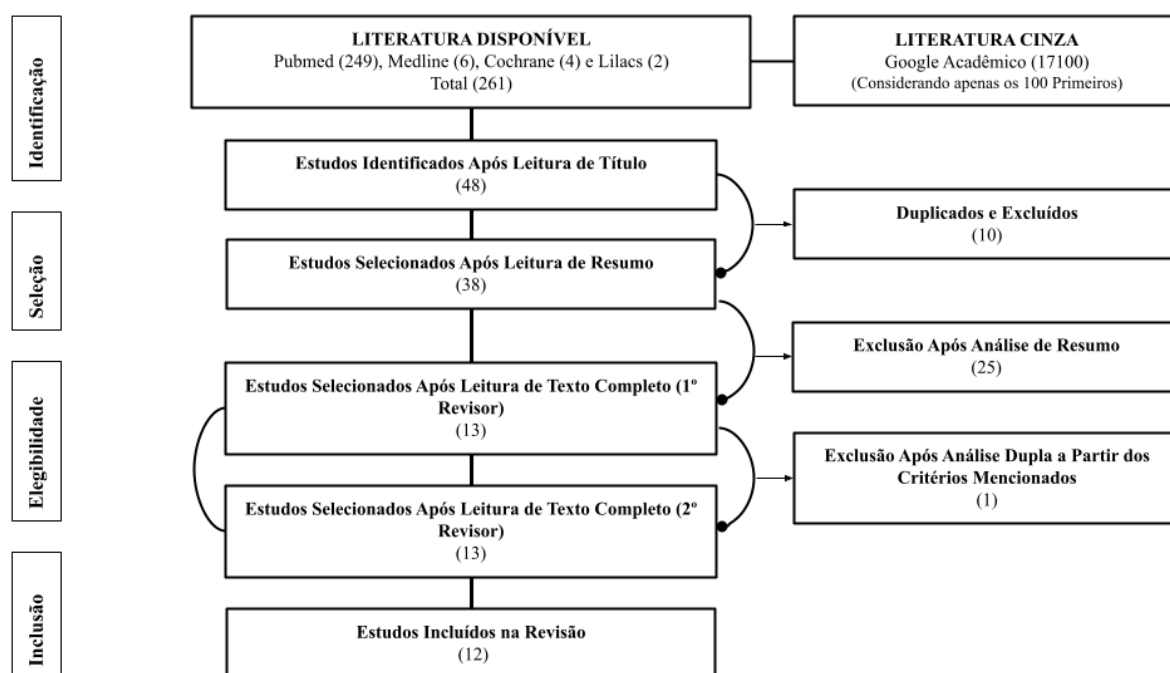 Identificação
LITERATURA DISPONÍVEL
Pubmed (249), Medline (6), Cochrane (4) e Lilacs (2)
Total (261)
LITERATURA CINZA
Google Acadêmico (17100)
(Considerando apenas os 100 Primeiros)
Estudos Identificados Após Leitura de Título
(48)
Seleção
Duplicados e Excluídos
(10)
Estudos Selecionados Após Leitura de Resumo
(38)
Exclusão Após Análise de Resumo
(25)
Elegibilidade
Estudos Selecionados Após Leitura de Texto Completo (1º
Revisor)
(13)
Exclusão Após Análise Dupla a Partir dos
Critérios Mencionados
(1)
Estudos Selecionados Após Leitura de Texto Completo (2º
Revisor)
(13)
Inclusão
Estudos Incluídos na Revisão
(12)